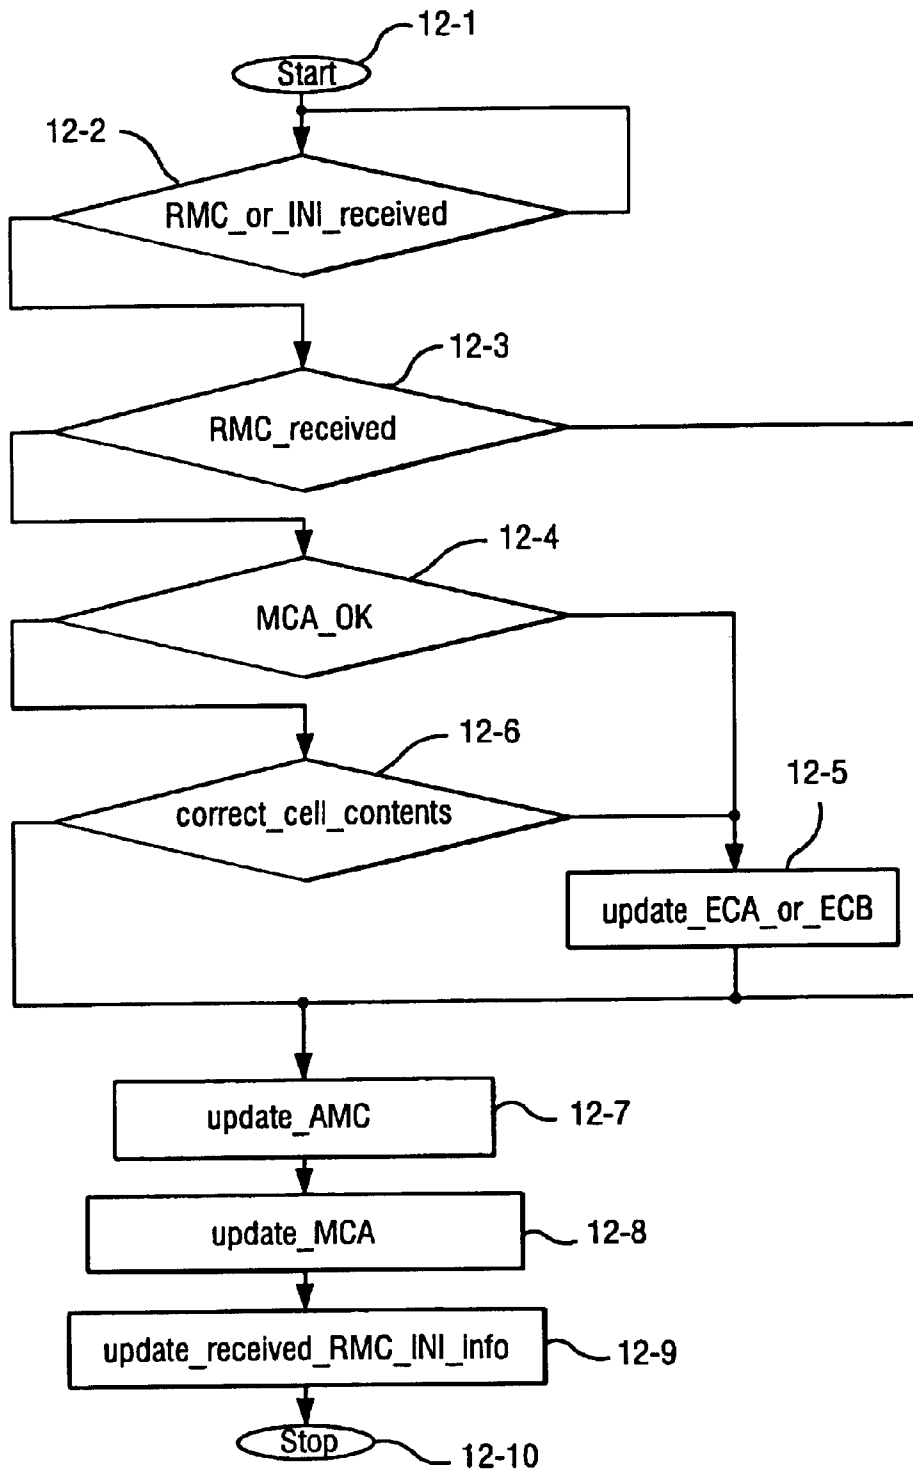 12-1
Start
12-2
RMC_or_INI_received
12-3
RMC_received
12-4
MCA_OK
12-6
correct_cell_contents
12-5
update_ECA_or_ECB
update_AMC
12-7
update_MCA
12-8
update_received_RMC_INI_info
12-9
Stop
12-10